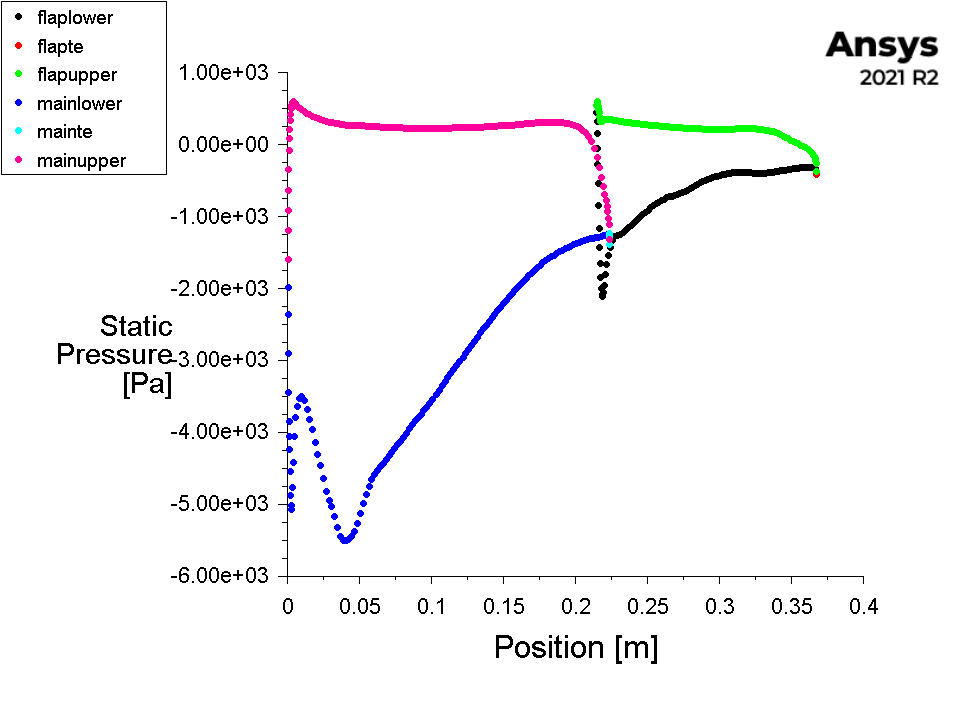 flaplower
flapte
flapupper
mainlower
mainte
mainupper
Ansys
2021 R2
1.00e+03
0.00e+00
-1.00e+03
-2.00e+03
-3.00e+03
-4.00e+03
-5.00e+03
-6.00e+03
Static
Pressure
[Pa]
0 0.05 0.1 0.15 0.2 0.25 0.3 0.35 0.4
Position [m]